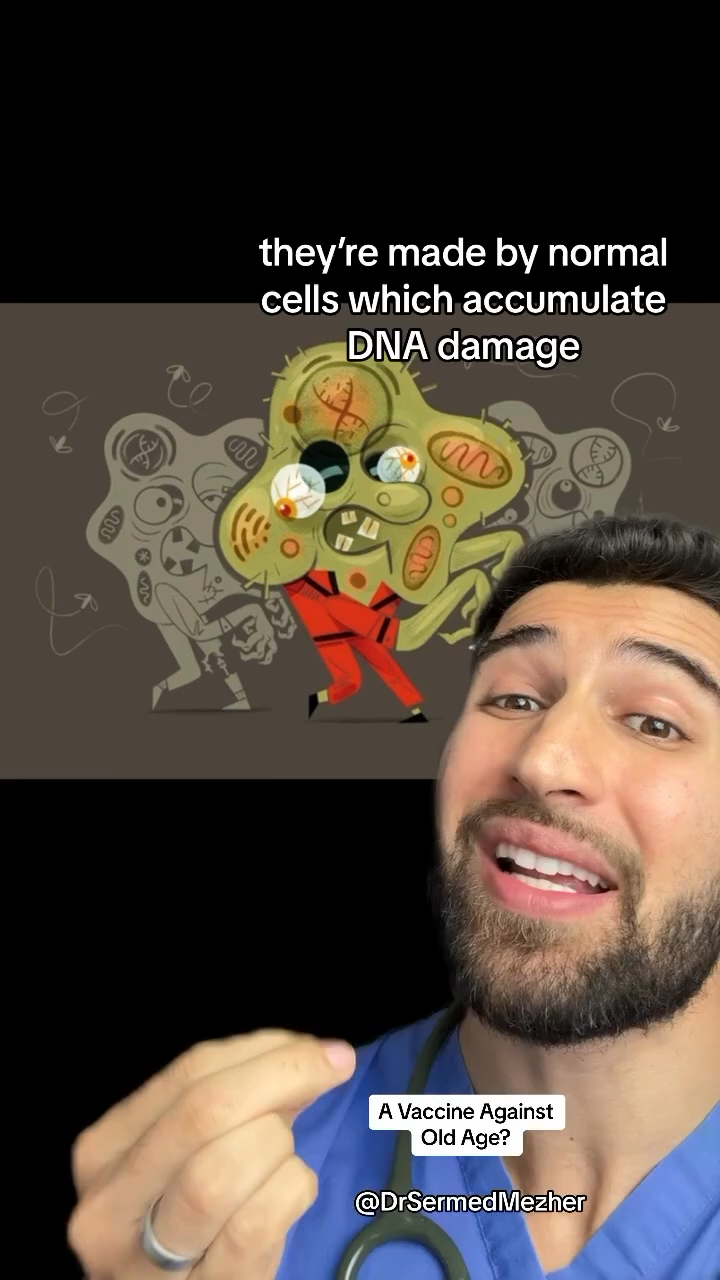 they're made by normal
cells which accumulate
DNA damage
A Vaccine Against
Old Age?
@DrSermedMezher